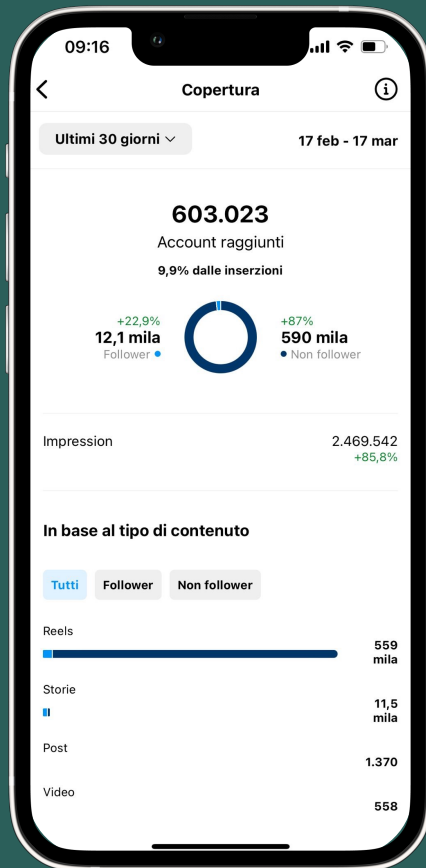 09:16
Copertura
Ultimi 30 giorni
17 feb - 17 mar
603.023
Account raggiunti
9,9% dalle inserzioni
+22,9%
12,1 mila
Follower
+87%
590 mila
Non follower
Impression
2.469.542
+85,8%
In base al tipo di contenuto
Tutti
Follower
Non follower
Reels
559
mila
Storie
11,5
mila
Post
1.370
Video
558